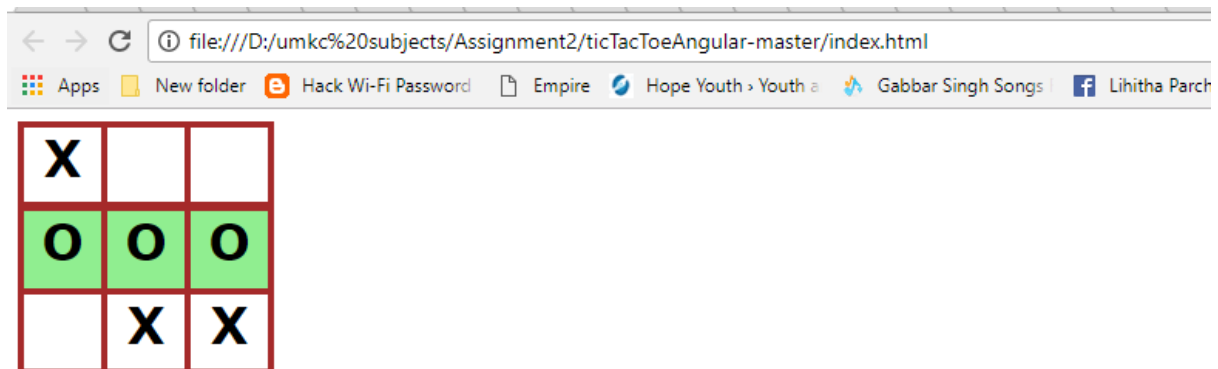 file:///D:/umkc%20subjects/Assignment2/ticTacToeAngular-master/index.html
Apps New folder Hack Wi-Fi Password Empire Hope Youth › Youth a Gabbar Singh Songs Lihitha Parch
X
O O O
X X